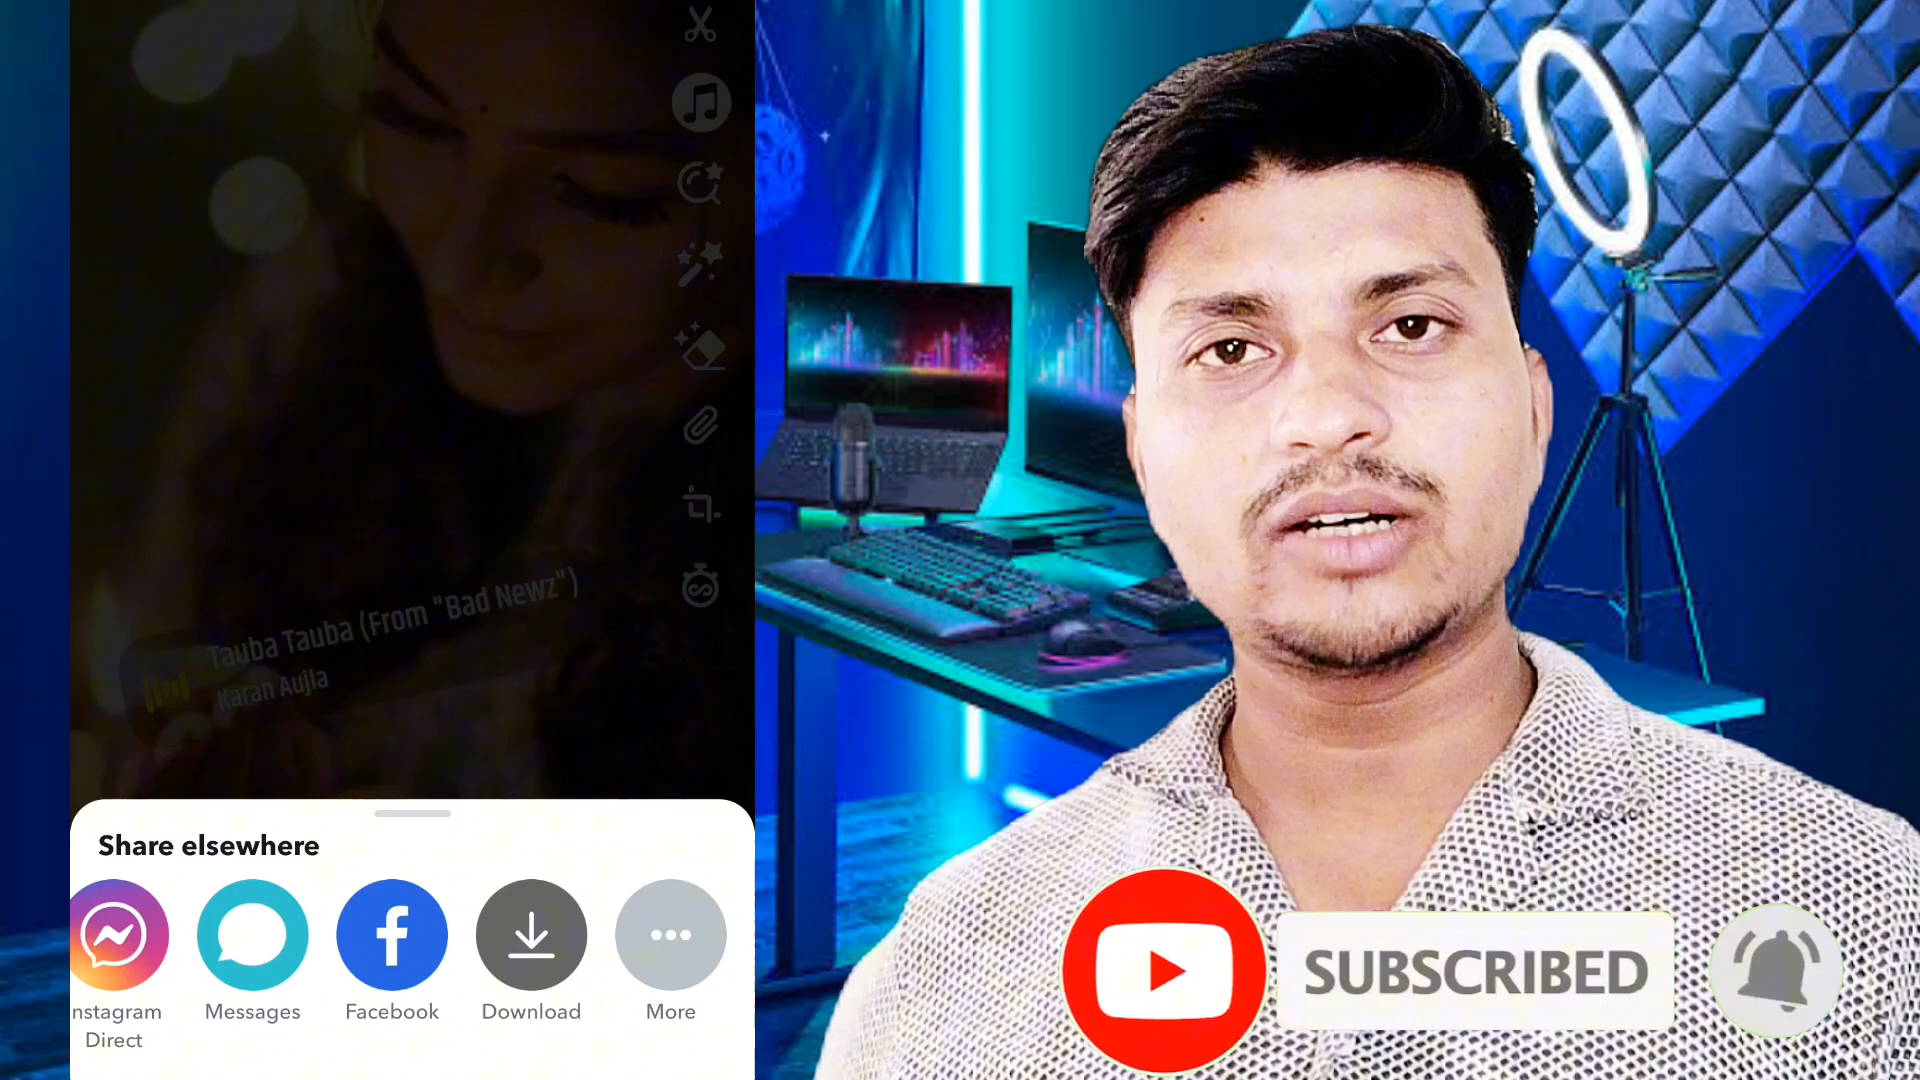 Tauba Tauba (From "Bad Newz")
Karan Aujla
Share elsewhere
nstagram
Direct
Messages
Facebook
Download
More
SUBSCRIBED